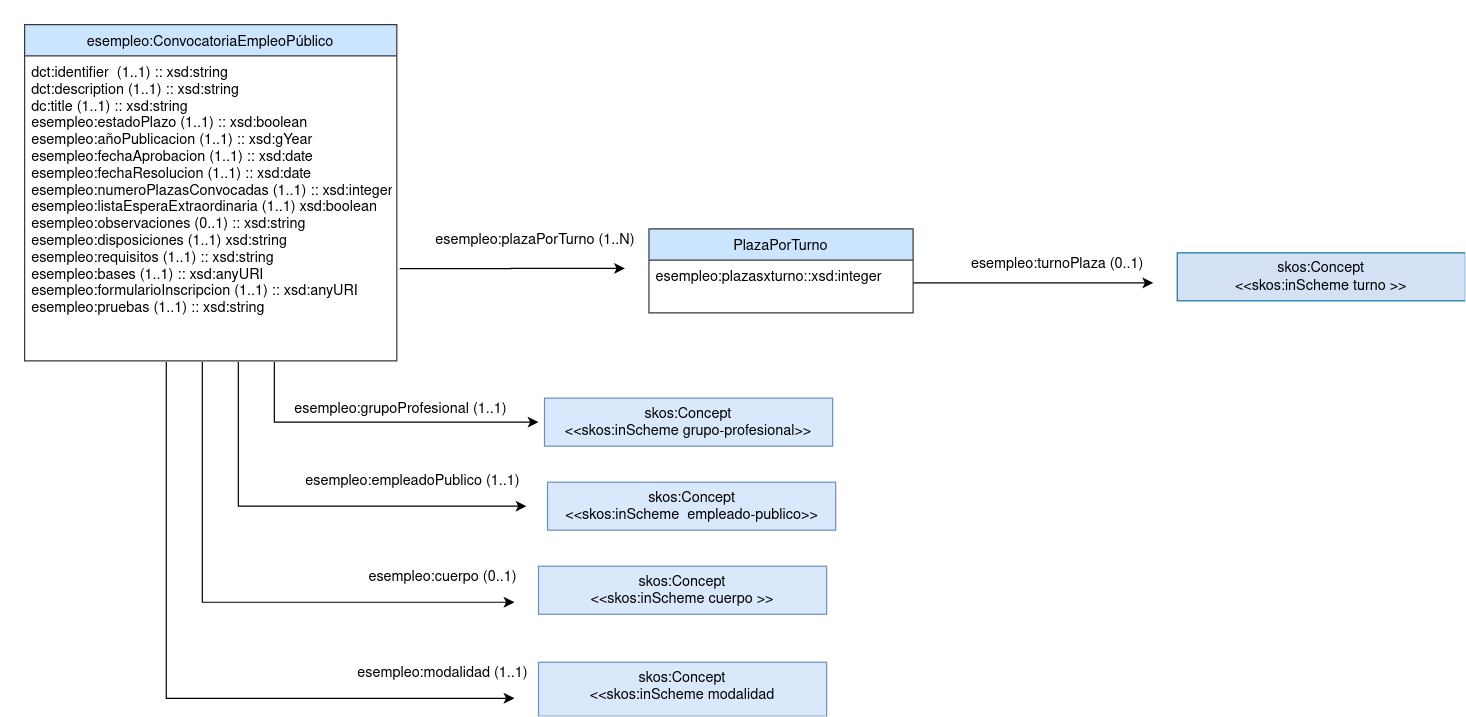 esempleo:ConvocatoriaEmpleoPúblico
dct:identifier  (1..1) :: xsd:string
dct:description (1..1) :: xsd:string
dc:title (1..1) :: xsd:string
esempleo:estadoPlazo (1..1) :: xsd:boolean
esempleo:añoPublicacion (1..1) :: xsd:gYear
esempleo:fechaAprobacion (1..1) :: xsd:date
esempleo:fechaResolucion (1..1) :: xsd:date
esempleo:numeroPlazasConvocadas (1..1) :: xsd:integer
esempleo:listaEsperaExtraordinaria (1..1) xsd:boolean
esempleo:observaciones (0..1) :: xsd:string
esempleo:disposiciones (1..1) xsd:string
esempleo:requisitos (1..1) :: xsd:string
esempleo:bases (1..1) :: xsd:anyURI
esempleo:formularioInscripcion (1..1) :: xsd:anyURI
esempleo:pruebas (1..1) :: xsd:string
esempleo:plazaPorTurno (1..N)
PlazaPorTurno
esempleo:plazasxturno::xsd:integer
esempleo:turnoPlaza (0..1)
skos:Concept
<<skos:inScheme turno >>
esempleo:grupoProfesional (1..1)
skos:Concept
<<skos:inScheme grupo-profesional>>
esempleo:empleadoPublico (1..1)
skos:Concept
<<skos:inScheme  empleado-publico>>
esempleo:cuerpo (0..1)
skos:Concept
<<skos:inScheme cuerpo >>
esempleo:modalidad (1..1)
skos:Concept
<<skos:inScheme modalidad